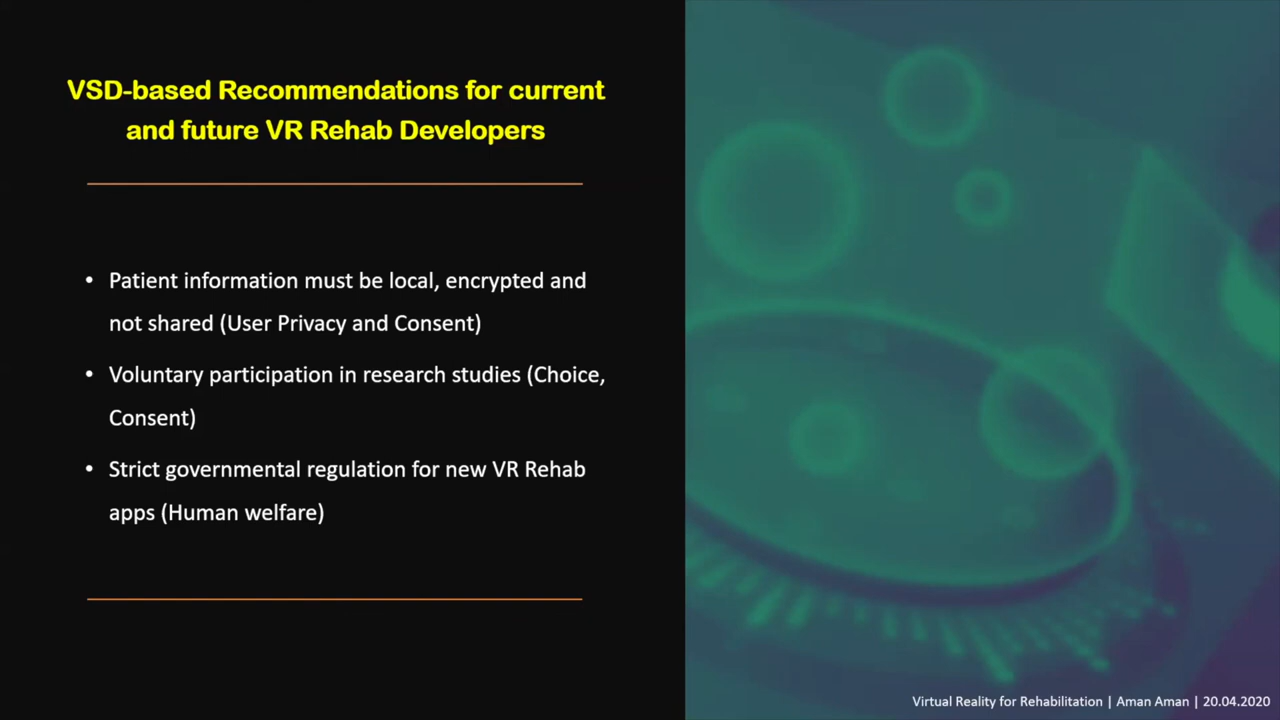 VSD-based Recommendations for current
and future VR Rehab Developers
• Patient information must be local, encrypted and
not shared (User Privacy and Consent)
• Voluntary participation in research studies (Choice,
Consent)
• Strict governmental regulation for new VR Rehab
apps (Human welfare)
Virtual Reality for Rehabilitation | Aman Aman | 20.04.2020